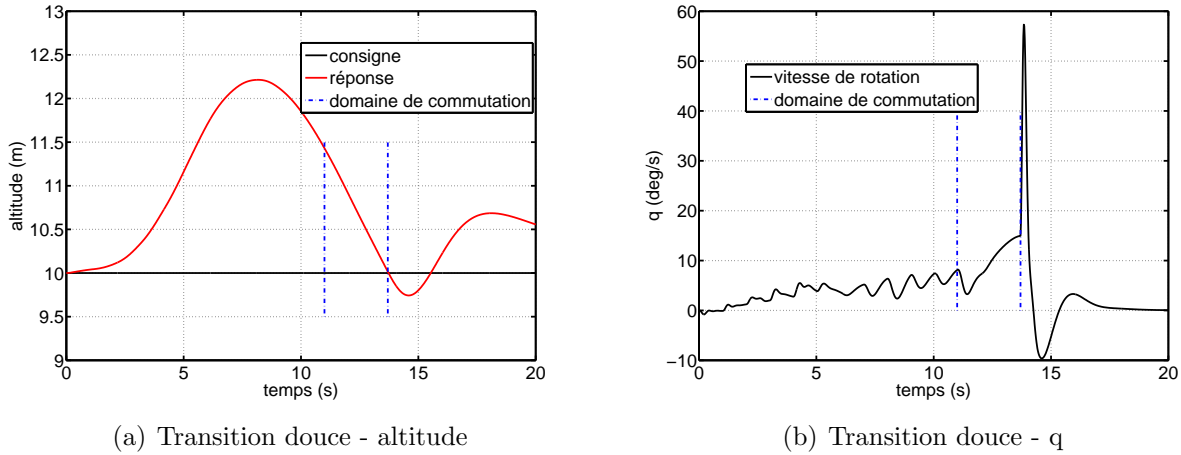 13
12.5
12
11.5
11
10.5
10
9.5
9
altitude (m)
consigne
réponse
domaine de commutation
0
5
10
15
20
temps (s)
(a) Transition douce - altitude
60
50
40
30
20
10
0
−10
q (deg/s)
vitesse de rotation
domaine de commutation
0
5
10
15
20
temps (s)
(b) Transition douce - q